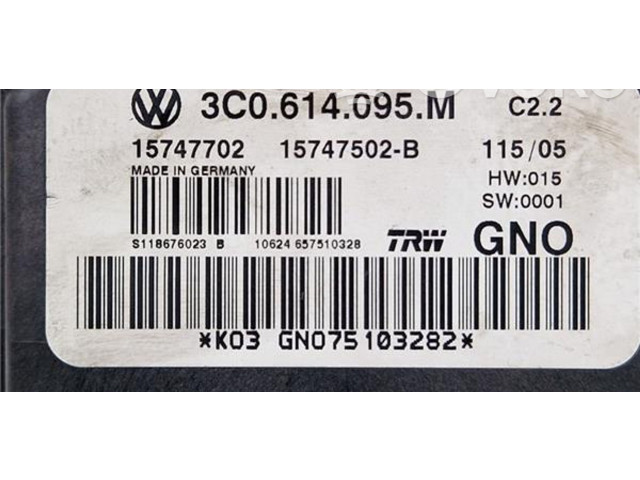 3C0.614.095.M C2.2
15747702 15747502-B 115/05
MADE IN GERMANY HW:015
SW:0001
S118676023 B 10624 657510328 TRW GNO
*K03 GNO75103282*